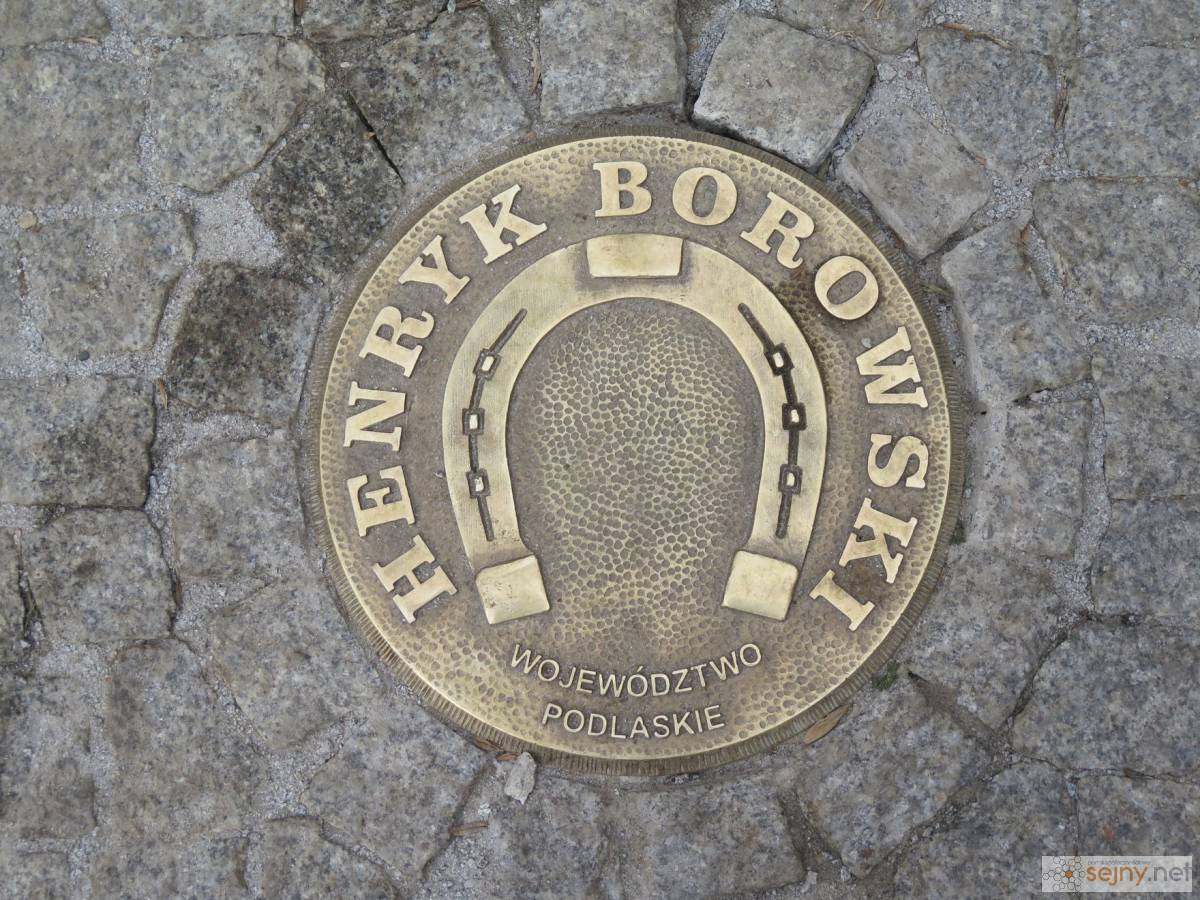 HENRYK BOROWSKI
WOJEWÓDZTWO
PODLASKIE
sejny.net